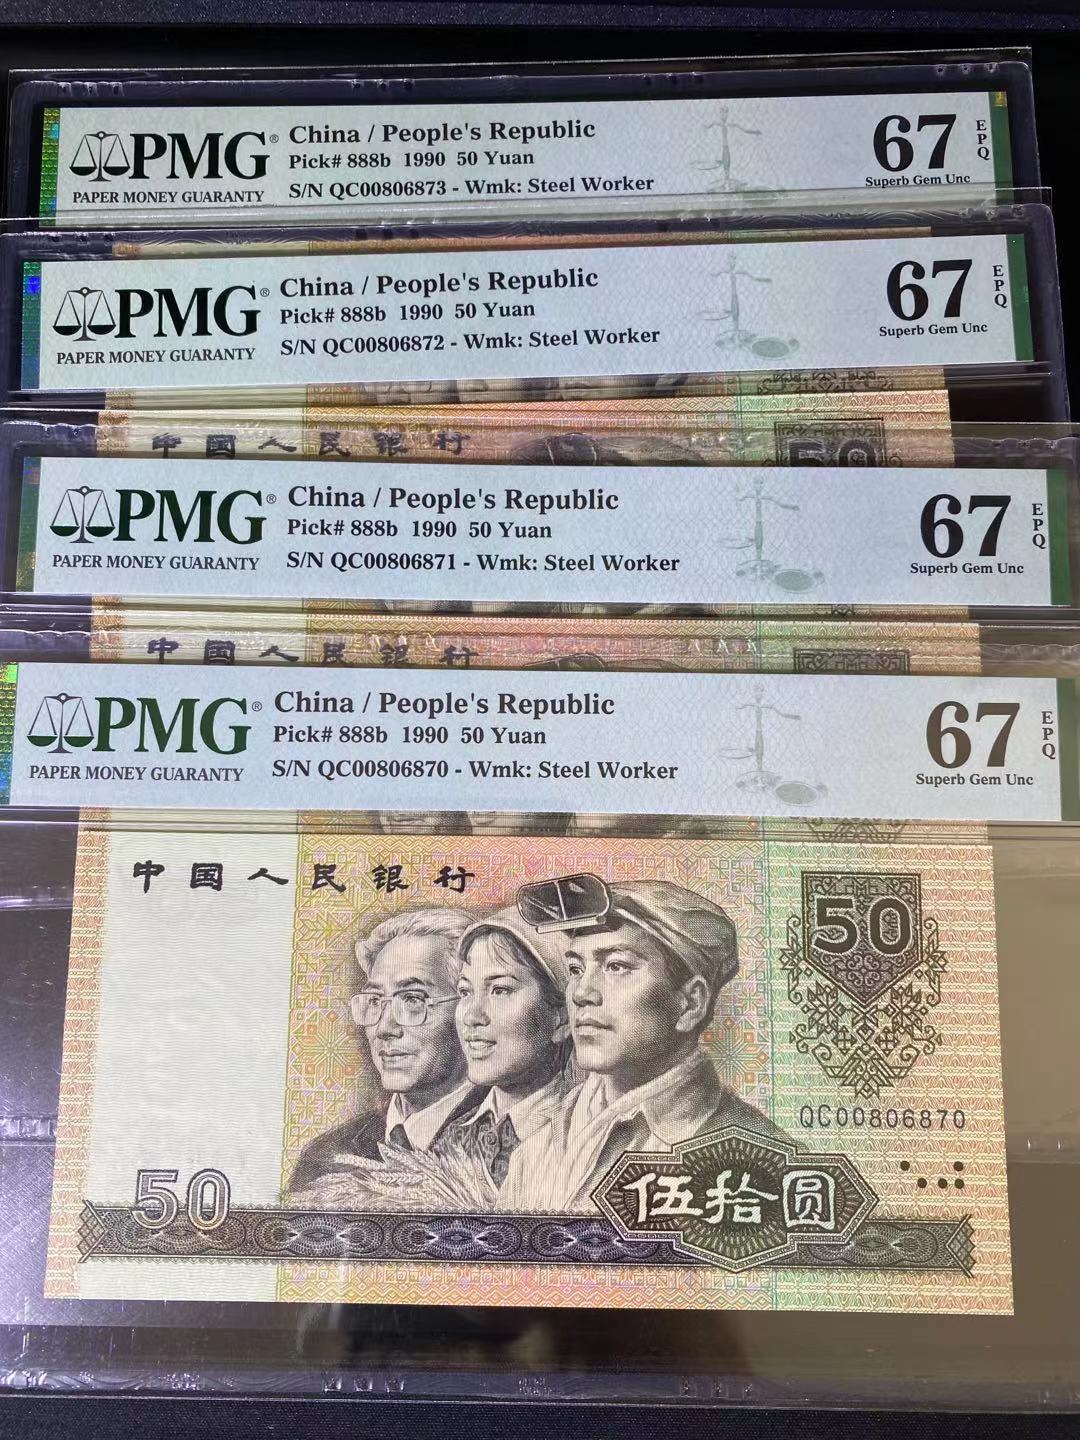 PMG®
PAPER MONEY GUARANTY
China / People's Republic
Pick# 888b 1990 50 Yuan
S/N QC00806873 - Wmk: Steel Worker
67
EPQ
Superb Gem Unc
PMG®
PAPER MONEY GUARANTY
China / People's Republic
Pick# 888b 1990 50 Yuan
S/N QC00806872 - Wmk: Steel Worker
67
EPQ
Superb Gem Unc
中国人民银行
50
PMG®
PAPER MONEY GUARANTY
China / People's Republic
Pick# 888b 1990 50 Yuan
S/N QC00806871 - Wmk: Steel Worker
67
EPQ
Superb Gem Unc
中国人民银行
PMG®
PAPER MONEY GUARANTY
China / People's Republic
Pick# 888b 1990 50 Yuan
S/N QC00806870 - Wmk: Steel Worker
67
EPQ
Superb Gem Unc
中国人民银行
50
QC00806870
50
伍拾圆